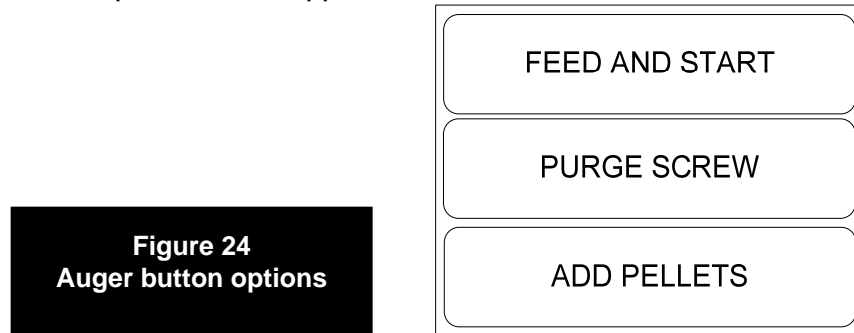 FEED AND START
PURGE SCREW
Figure 24
Auger button options
ADD PELLETS